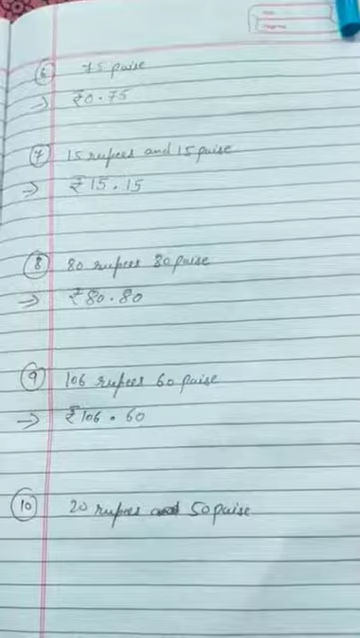 6 75 paise
→ ₹0.75
7 15 rupees and 15 paise
→ ₹15.15
8 80 rupees 80 paise
→ ₹80.80
9 106 rupees 60 paise
→ ₹106.60
10 20 rupees and 50 paise